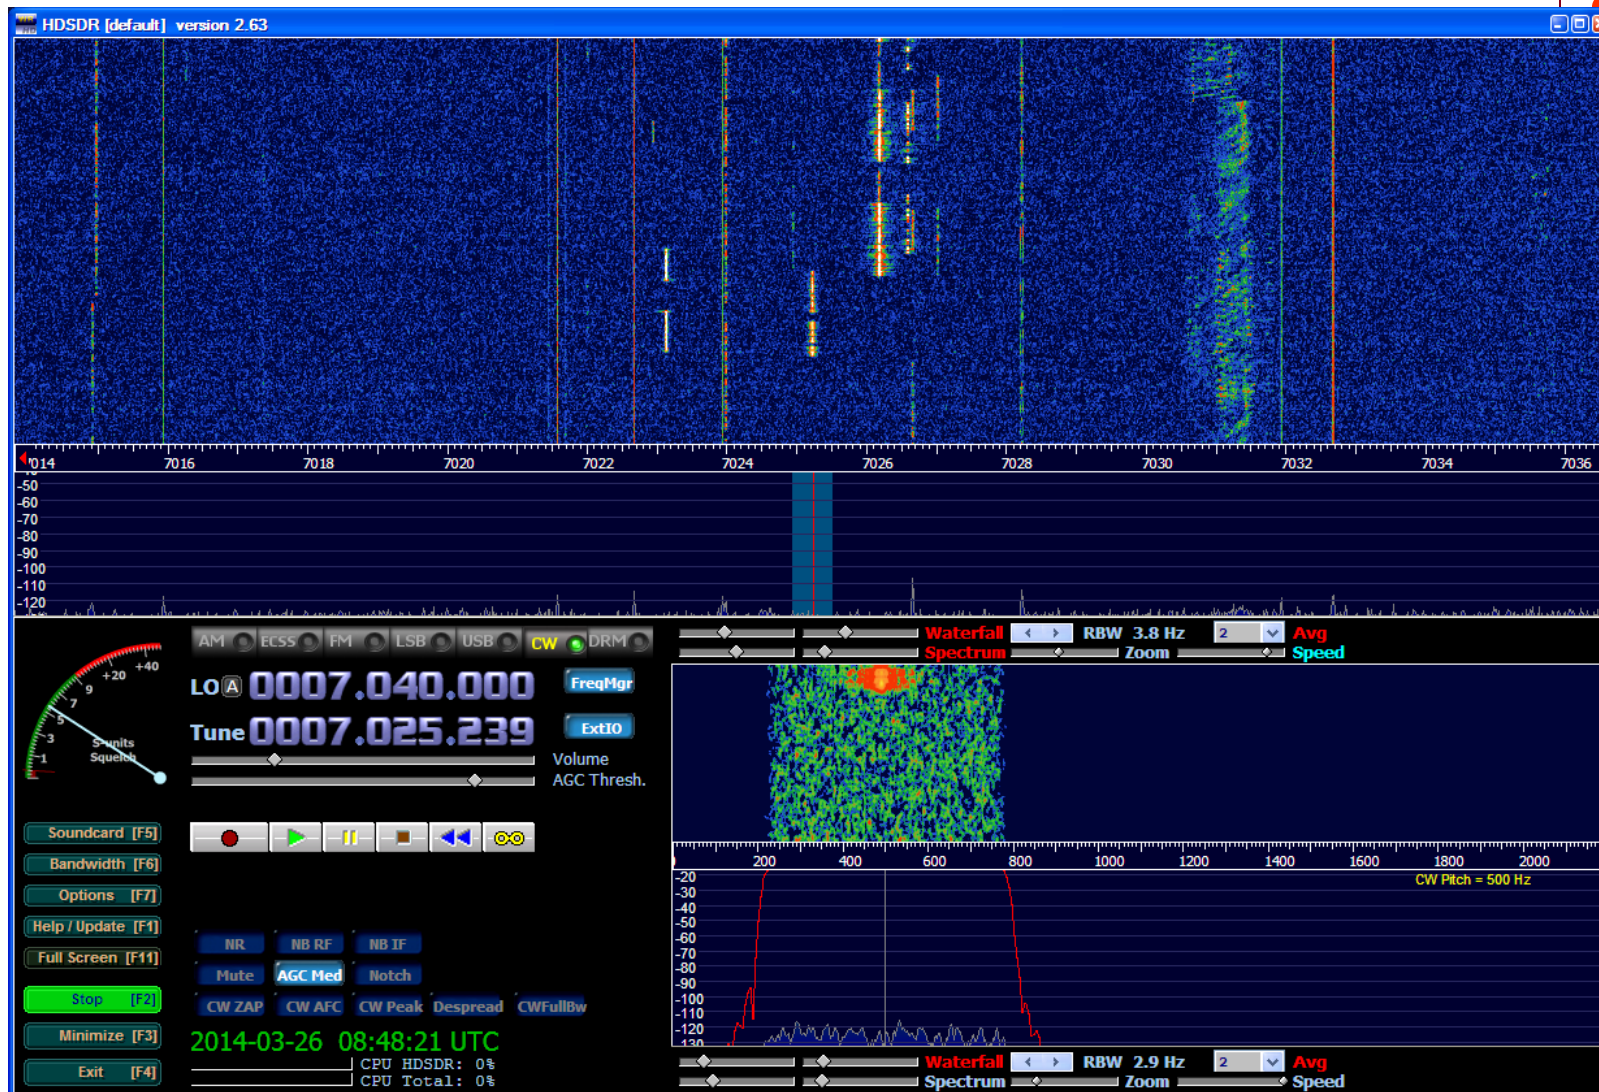 HDSDR [default] version 2.63
7014 7016 7018 7020 7022 7024 7026 7028 7030 7032 7034 7036
-50
-60
-70
-80
-90
-100
-110
-120
AM ECSS FM LSB USB CW DRM
Waterfall < > RBW 3.8 Hz 2 Avg
Spectrum Zoom Speed
1 3 5 7 9 +20 +40
S-units
Squelch
LO A 0007.040.000 FreqMgr
Tune 0007.025.239 ExtIO
Volume
AGC Thresh.
Soundcard [F5]
Bandwidth [F6]
Options [F7]
Help / Update [F1]
Full Screen [F11]
Stop [F2]
Minimize [F3]
Exit [F4]
NR NB RF NB IF
Mute AGC Med Notch
CW ZAP CW AFC CW Peak Despread CWFullBw
2014-03-26 08:48:21 UTC
CPU HDSDR: 0%
CPU Total: 0%
200 400 600 800 1000 1200 1400 1600 1800 2000
CW Pitch = 500 Hz
-20
-30
-40
-50
-60
-70
-80
-90
-100
-110
-120
-130
Waterfall < > RBW 2.9 Hz 2 Avg
Spectrum Zoom Speed